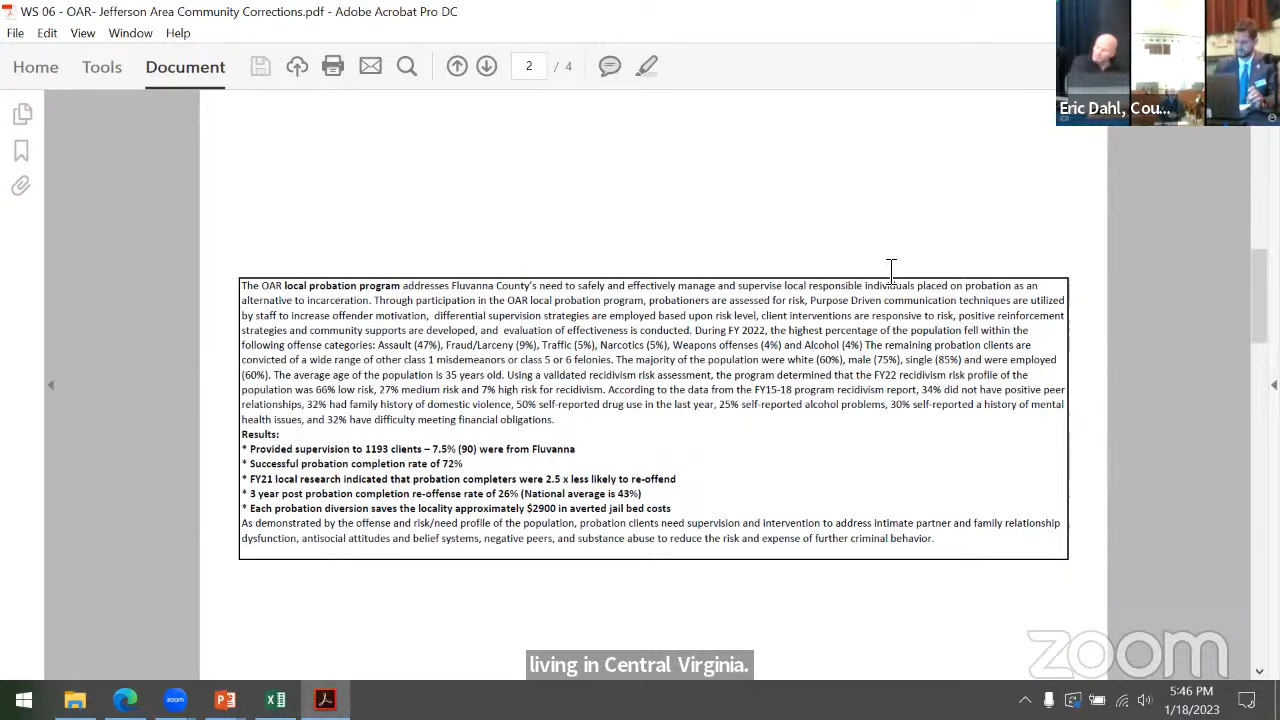 WS 06 - OAR- Jefferson Area Community Corrections.pdf - Adobe Acrobat Pro DC
File Edit View Window Help
Home Tools Document 2 / 4
Eric Dahl, Cou...
The OAR local probation program addresses Fluvanna County's need to safely and effectively manage and supervise local responsible individuals placed on probation as an
alternative to incarceration. Through participation in the OAR local probation program, probationers are assessed for risk, Purpose Driven communication techniques are utilized
by staff to increase offender motivation, differential supervision strategies are employed based upon risk level, client interventions are responsive to risk, positive reinforcement
strategies and community supports are developed, and evaluation of effectiveness is conducted. During FY 2022, the highest percentage of the population fell within the
following offense categories: Assault (47%), Fraud/Larceny (9%), Traffic (5%), Narcotics (5%), Weapons offenses (4%) and Alcohol (4%) The remaining probation clients are
convicted of a wide range of other class 1 misdemeanors or class 5 or 6 felonies. The majority of the population were white (60%), male (75%), single (85%) and were employed
(60%). The average age of the population is 35 years old. Using a validated recidivism risk assessment, the program determined that the FY22 recidivism risk profile of the
population was 66% low risk, 27% medium risk and 7% high risk for recidivism. According to the data from the FY15-18 program recidivism report, 34% did not have positive peer
relationships, 32% had family history of domestic violence, 50% self-reported drug use in the last year, 25% self-reported alcohol problems, 30% self-reported a history of mental
health issues, and 32% have difficulty meeting financial obligations.
Results:
* Provided supervision to 1193 clients – 7.5% (90) were from Fluvanna
* Successful probation completion rate of 72%
* FY21 local research indicated that probation completers were 2.5 x less likely to re-offend
* 3 year post probation completion re-offense rate of 26% (National average is 43%)
* Each probation diversion saves the locality approximately $2900 in averted jail bed costs
As demonstrated by the offense and risk/need profile of the population, probation clients need supervision and intervention to address intimate partner and family relationship
dysfunction, antisocial attitudes and belief systems, negative peers, and substance abuse to reduce the risk and expense of further criminal behavior.
living in Central Virginia.
zoom
zoom
5:46 PM
1/18/2023